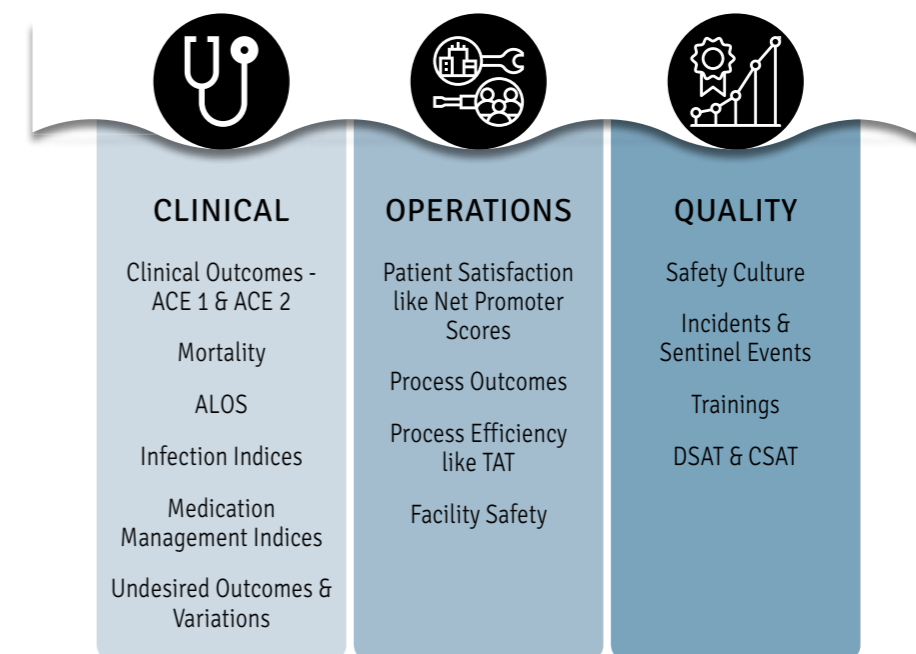 CLINICAL
Clinical Outcomes -
ACE 1 & ACE 2
Mortality
ALOS
Infection Indices
Medication
Management Indices
Undesired Outcomes &
Variations
OPERATIONS
Patient Satisfaction
like Net Promoter
Scores
Process Outcomes
Process Efficiency
like TAT
Facility Safety
QUALITY
Safety Culture
Incidents &
Sentinel Events
Trainings
DSAT & CSAT